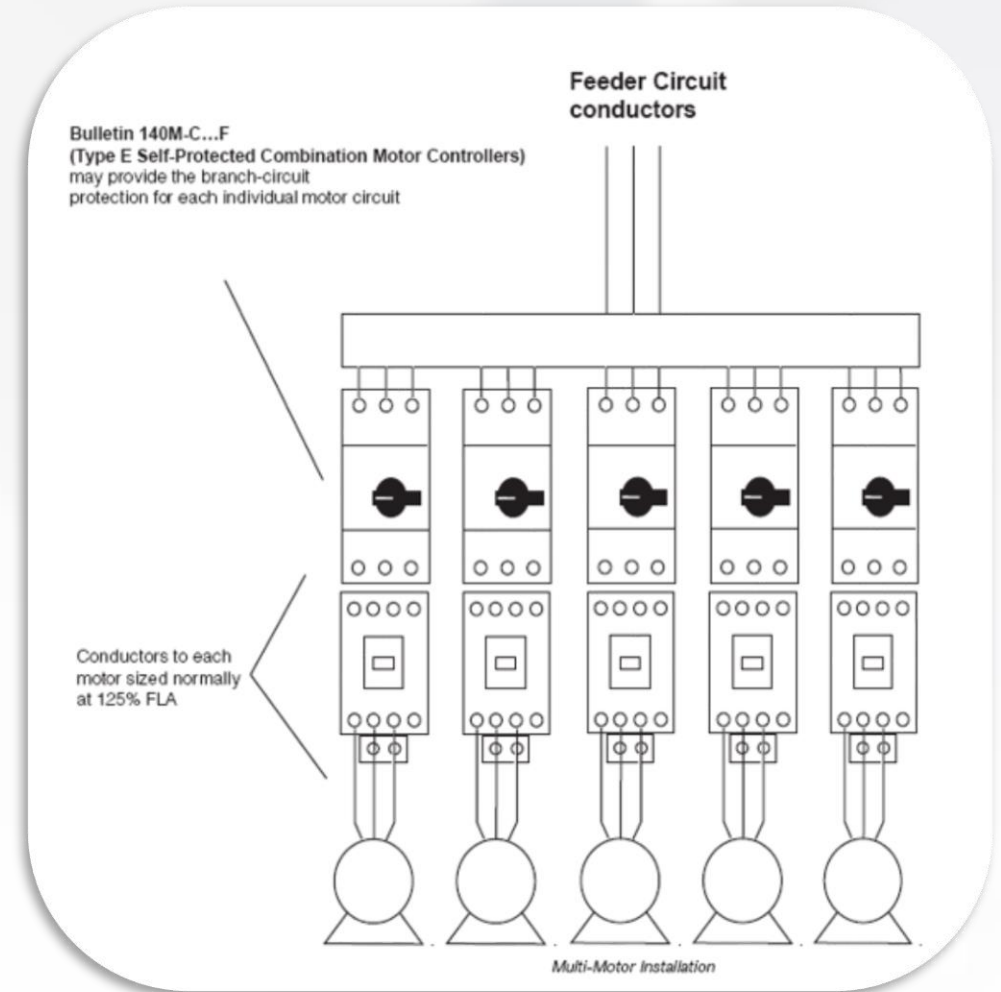 Feeder Circuit
conductors
Bulletin 140M-C...F
(Type E Self-Protected Combination Motor Controllers)
may provide the branch-circuit
protection for each individual motor circuit
Conductors to each
motor sized normally
at 125% FLA
Multi-Motor Installation